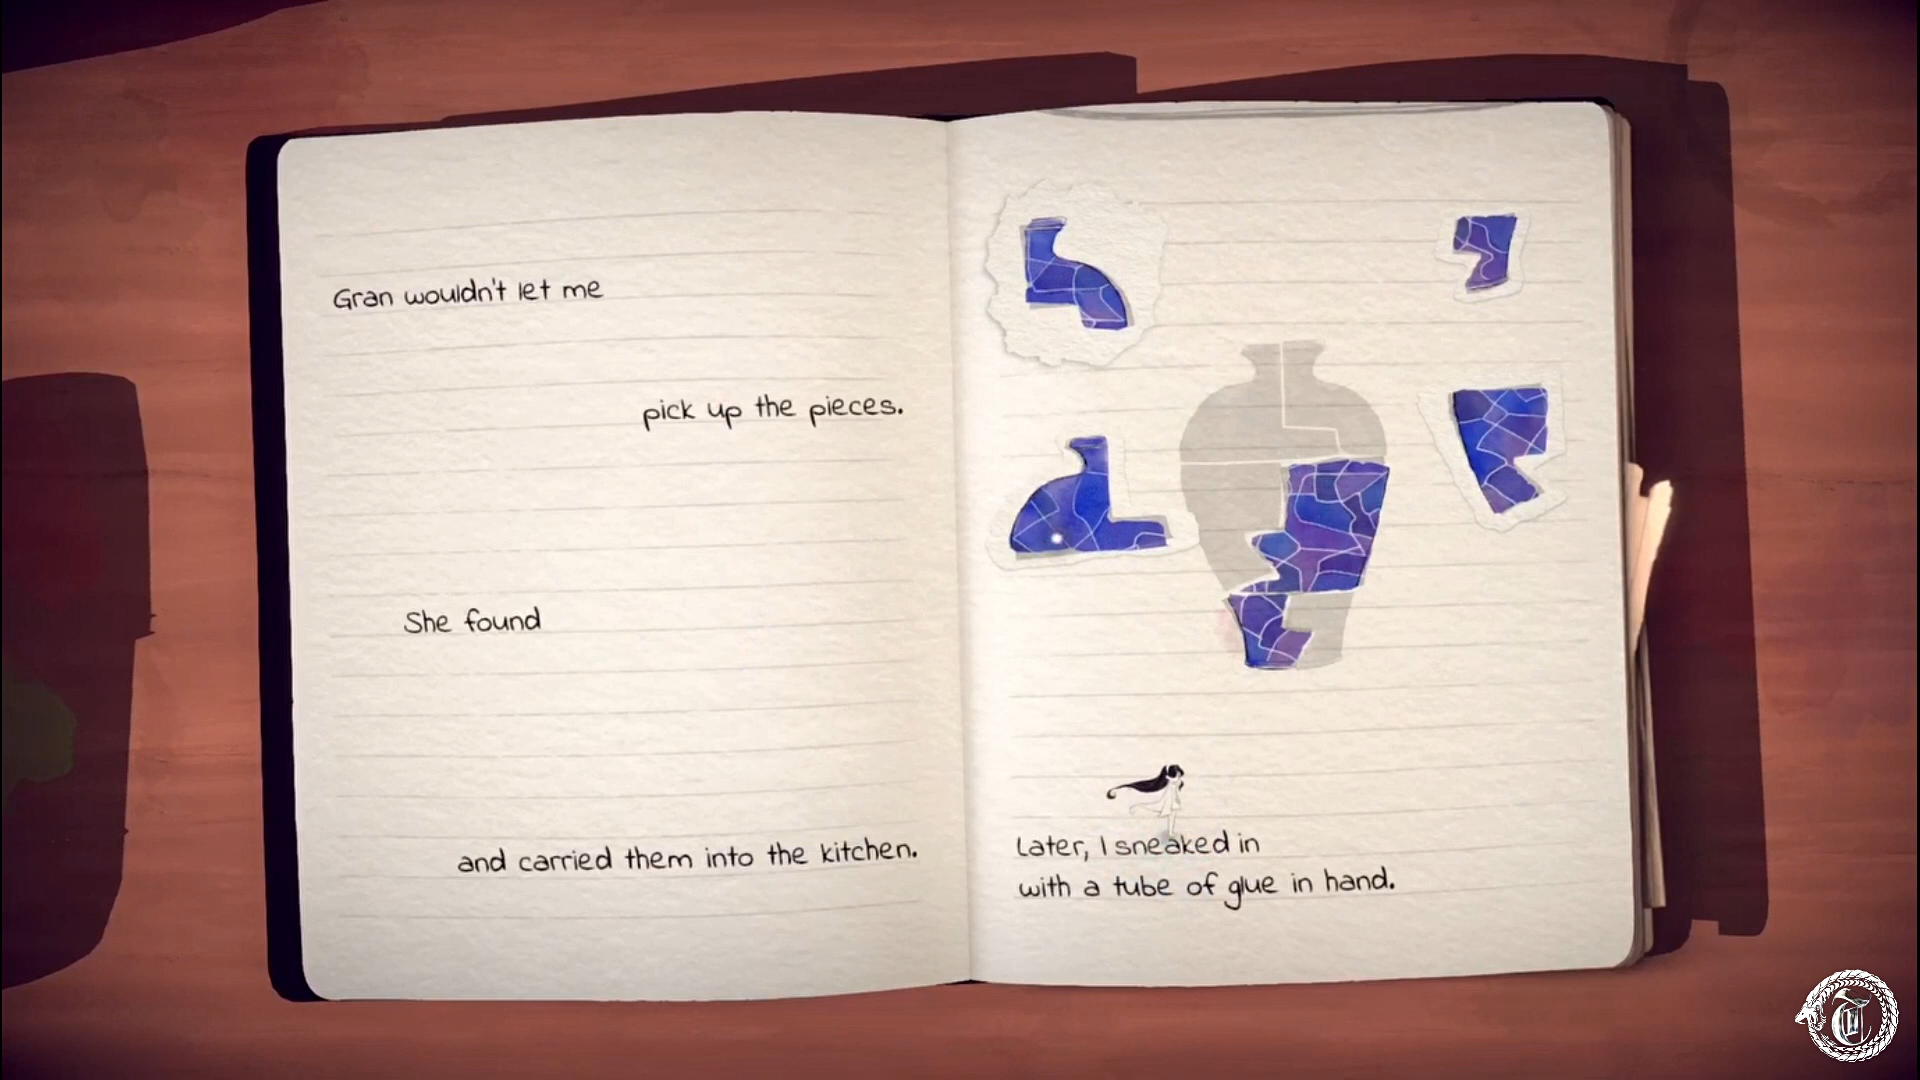 Gran wouldn't let me
pick up the pieces.
She found
and carried them into the kitchen.
Later, I sneaked in
with a tube of glue in hand.